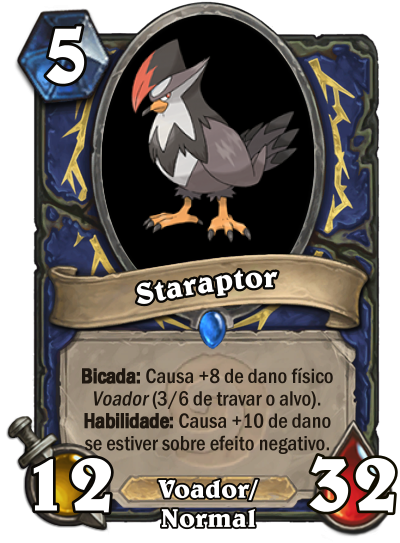 5
Staraptor
Bicada: Causa +8 de dano físico
Voador (3/6 de travar o alvo).
Habilidade: Causa +10 de dano
se estiver sobre efeito negativo.
12
Voador/
Normal
32